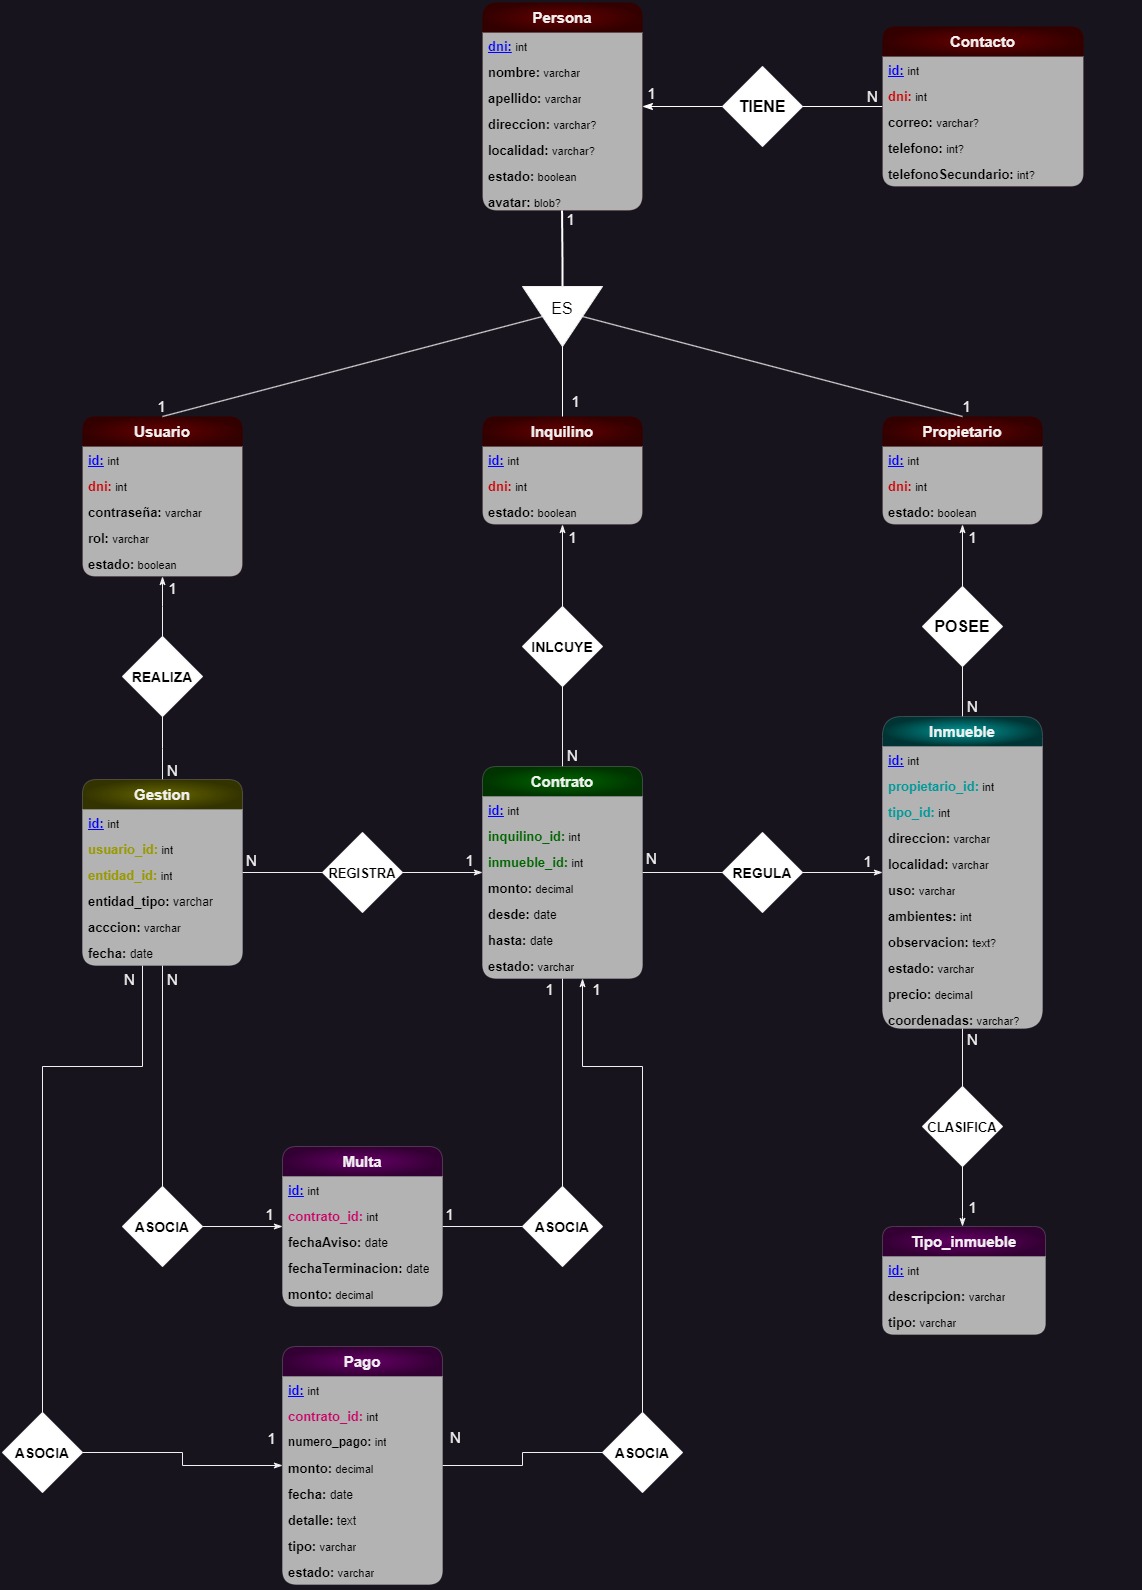 Persona
dni: int
nombre: varchar
apellido: varchar
direccion: varchar?
localidad: varchar?
estado: boolean
avatar: blob?
1
TIENE
N
Contacto
id: int
dni: int
correo: varchar?
telefono: int?
telefonoSecundario: int?
1
ES
1
1
1
Usuario
id: int
dni: int
contraseña: varchar
rol: varchar
estado: boolean
Inquilino
id: int
dni: int
estado: boolean
Propietario
id: int
dni: int
estado: boolean
1
REALIZA
N
1
INLCUYE
N
1
POSEE
N
Gestion
id: int
usuario_id: int
entidad_id: int
entidad_tipo: varchar
acccion: varchar
fecha: date
N
REGISTRA
1
Contrato
id: int
inquilino_id: int
inmueble_id: int
monto: decimal
desde: date
hasta: date
estado: varchar
N
REGULA
1
Inmueble
id: int
propietario_id: int
tipo_id: int
direccion: varchar
localidad: varchar
uso: varchar
ambientes: int
observacion: text?
estado: varchar
precio: decimal
coordenadas: varchar?
N
N
1
1
N
CLASIFICA
1
Tipo_inmueble
id: int
descripcion: varchar
tipo: varchar
ASOCIA
1
Multa
id: int
contrato_id: int
fechaAviso: date
fechaTerminacion: date
monto: decimal
1
ASOCIA
ASOCIA
1
Pago
id: int
contrato_id: int
numero_pago: int
monto: decimal
fecha: date
detalle: text
tipo: varchar
estado: varchar
N
ASOCIA